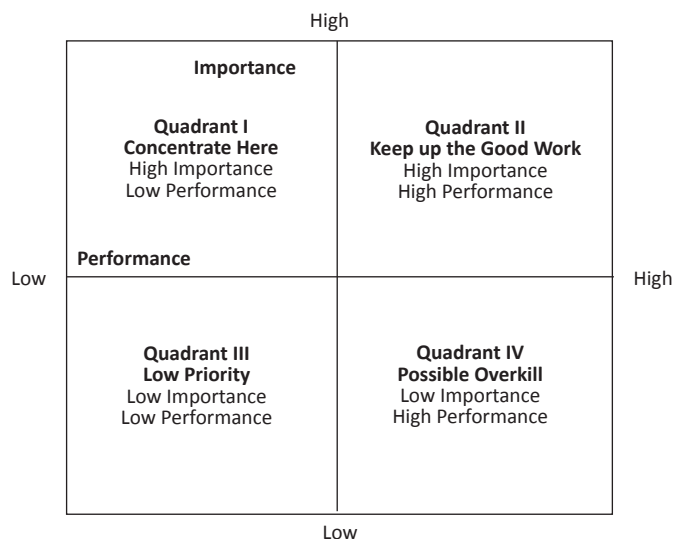 High
Importance
Quadrant I
Concentrate Here
High Importance
Low Performance
Quadrant II
Keep up the Good Work
High Importance
High Performance
Performance
Low
High
Quadrant III
Low Priority
Low Importance
Low Performance
Quadrant IV
Possible Overkill
Low Importance
High Performance
Low